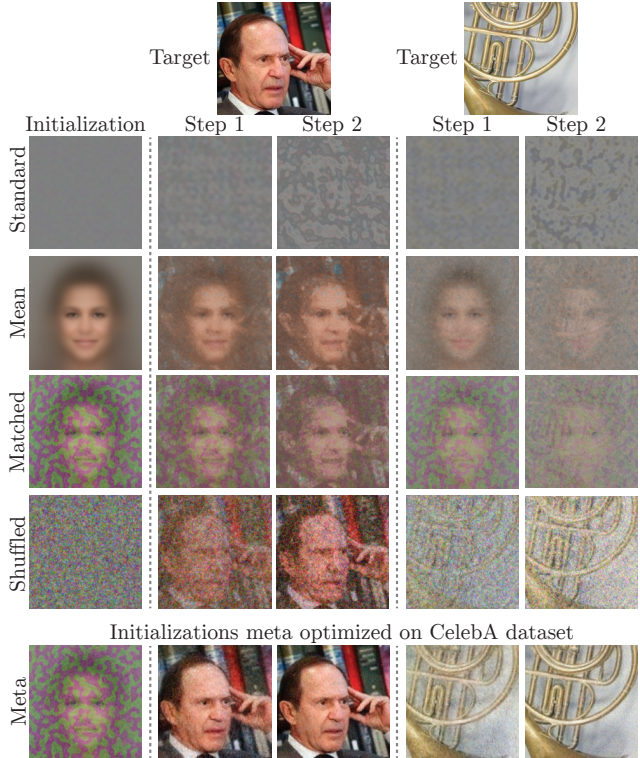 Target
Target
Initialization Step 1 Step 2 Step 1 Step 2
Standard
Mean
Matched
Shuffled
Initializations meta optimized on CelebA dataset
Meta